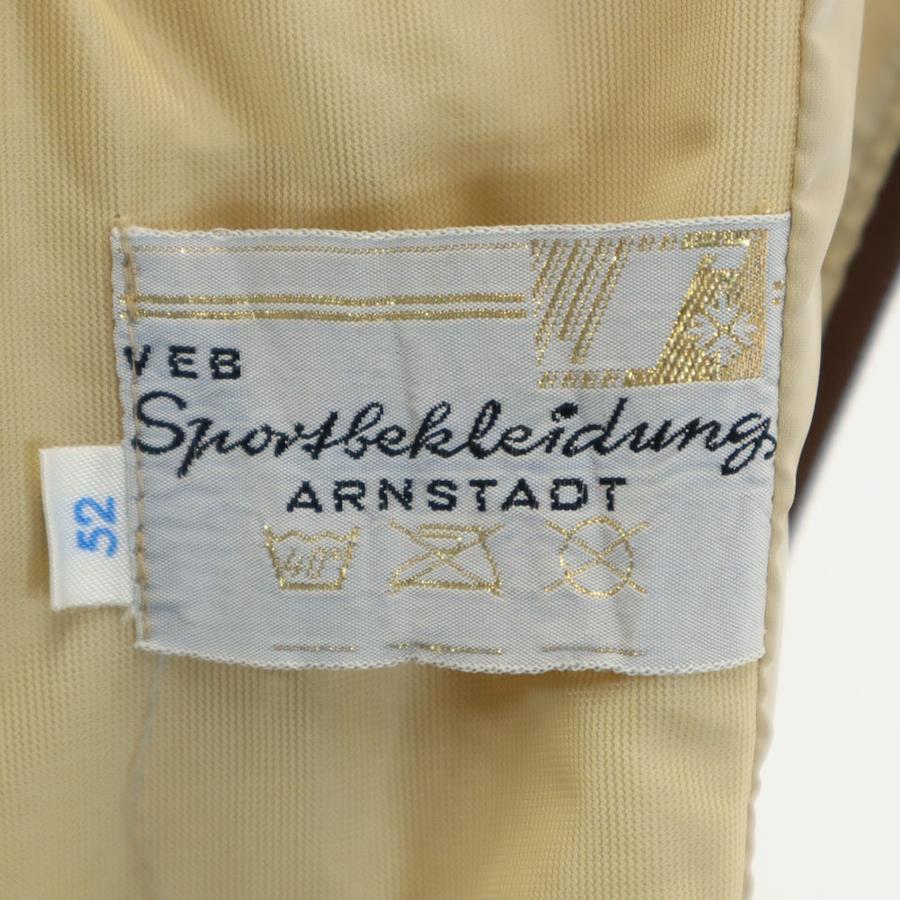 VEB
Sportbekleidung
ARNSTADT
40°
52